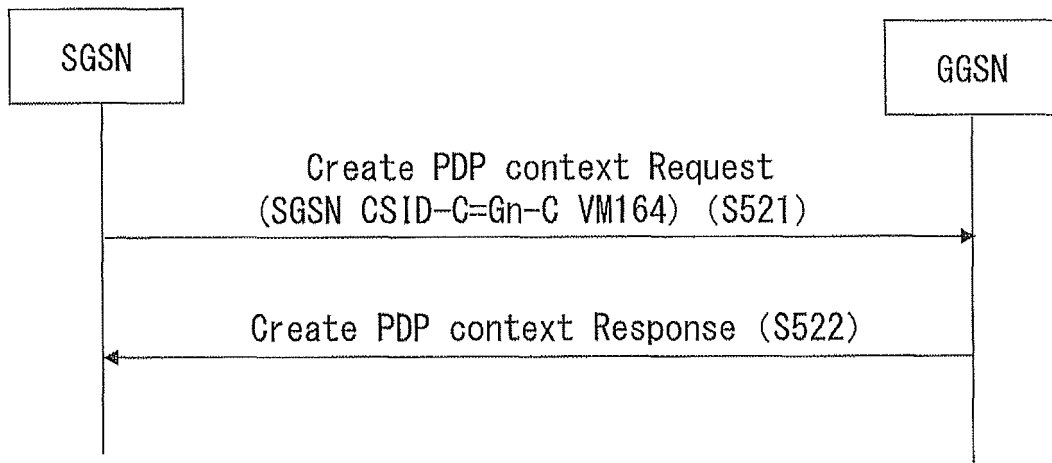 SGSN
GGSN
Create PDP context Request
(SGSN CSID-C=Gn-C VM164) (S521)
Create PDP context Response (S522)